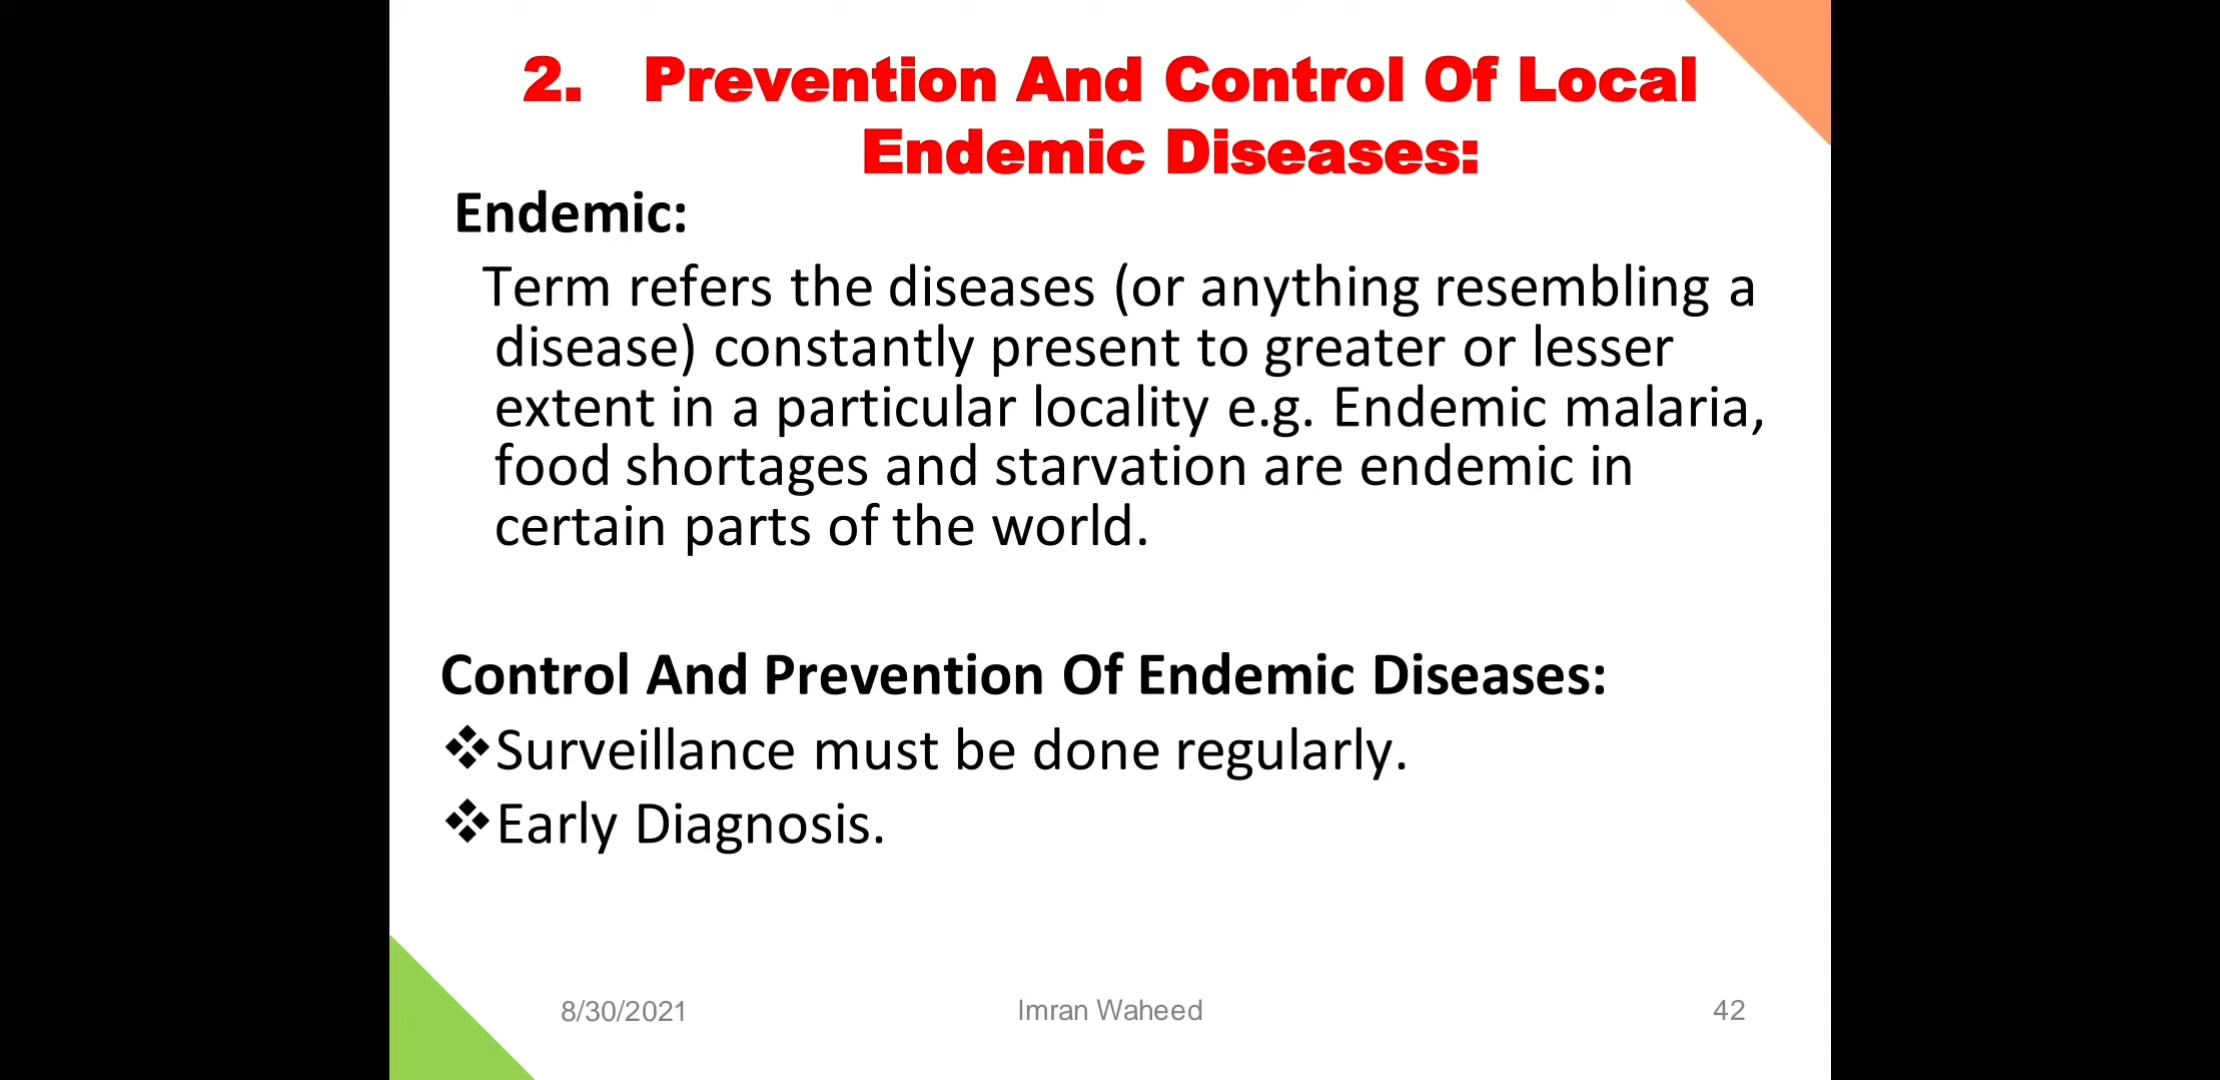 2. Prevention And Control Of Local
Endemic Diseases:
Endemic:
Term refers the diseases (or anything resembling a
disease) constantly present to greater or lesser
extent in a particular locality e.g. Endemic malaria,
food shortages and starvation are endemic in
certain parts of the world.
Control And Prevention Of Endemic Diseases:
❖Surveillance must be done regularly.
❖Early Diagnosis.
8/30/2021 Imran Waheed 42